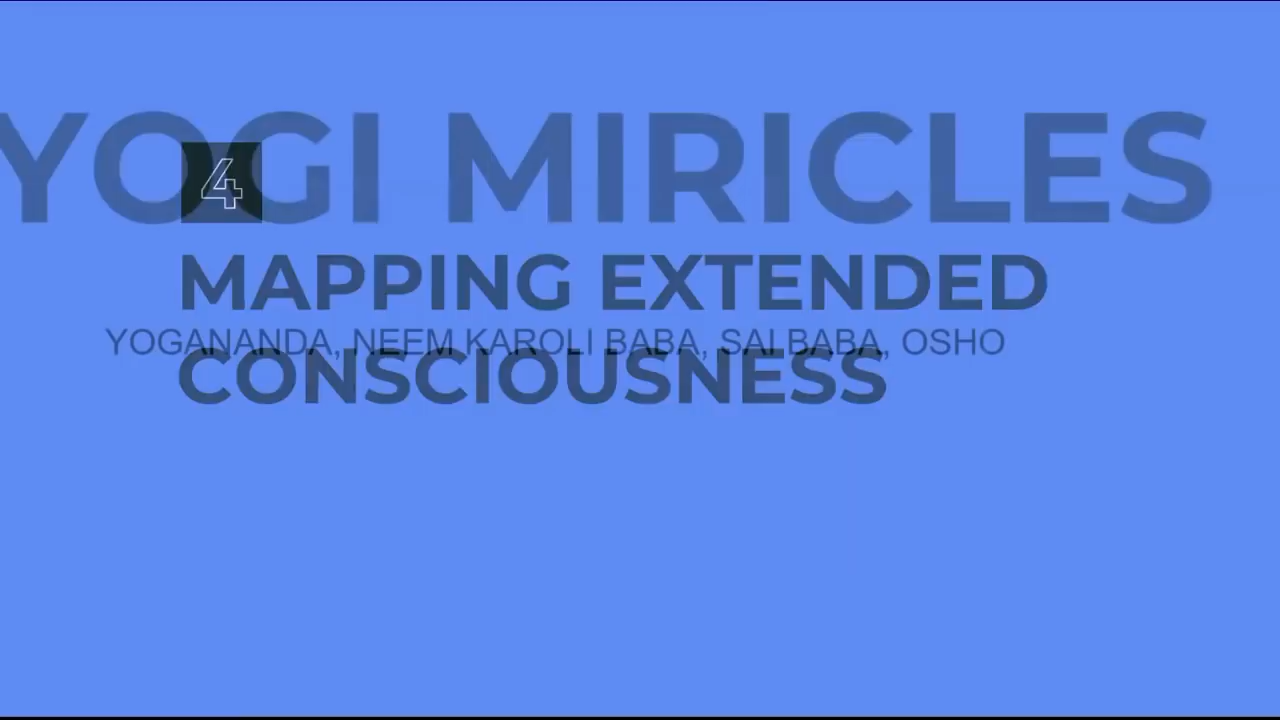 YOGI MIRICLES
4
MAPPING EXTENDED
YOGANANDA, NEEM KAROLI BABA, SAI BABA, OSHO
CONSCIOUSNESS